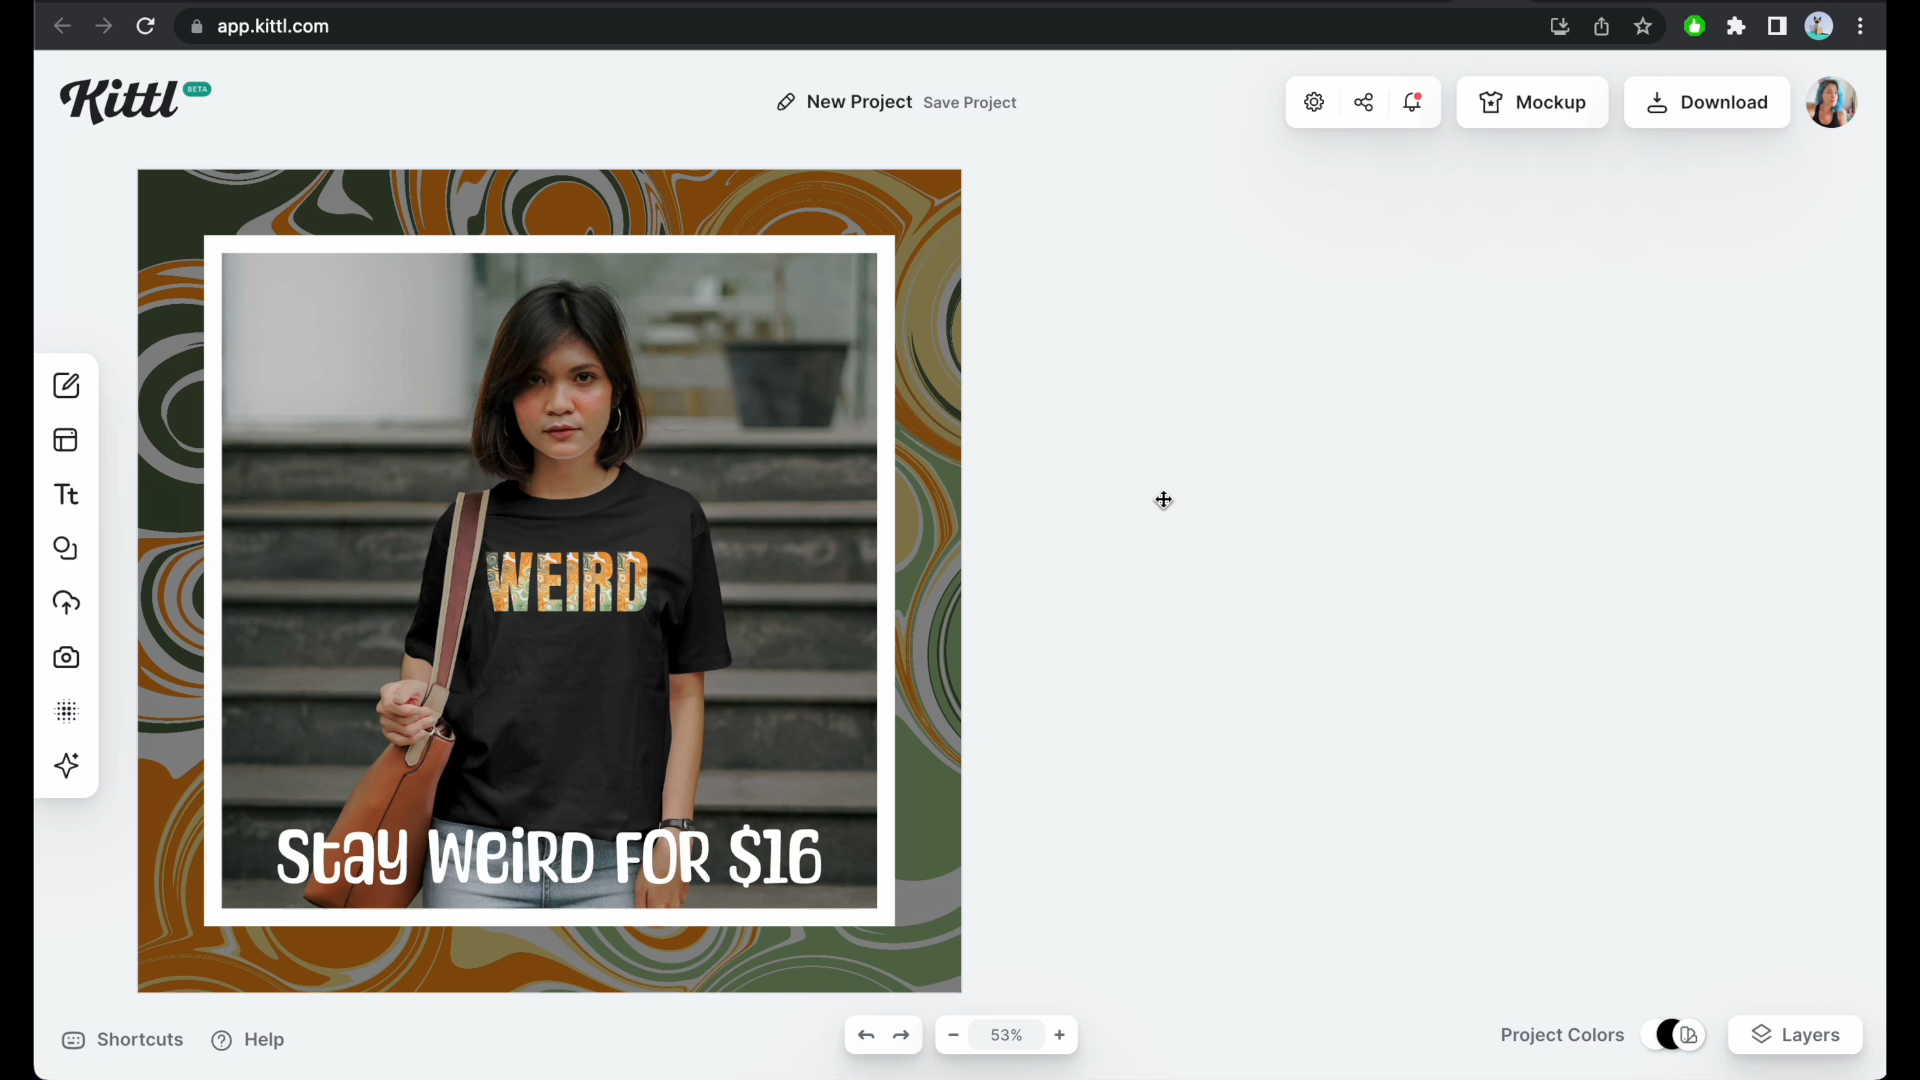 app.kittl.com
Kittl BETA
New Project Save Project
Mockup
Download
WEIRD
Stay WeiRD FOR $16
Tt
Shortcuts
Help
53%
Project Colors
Layers